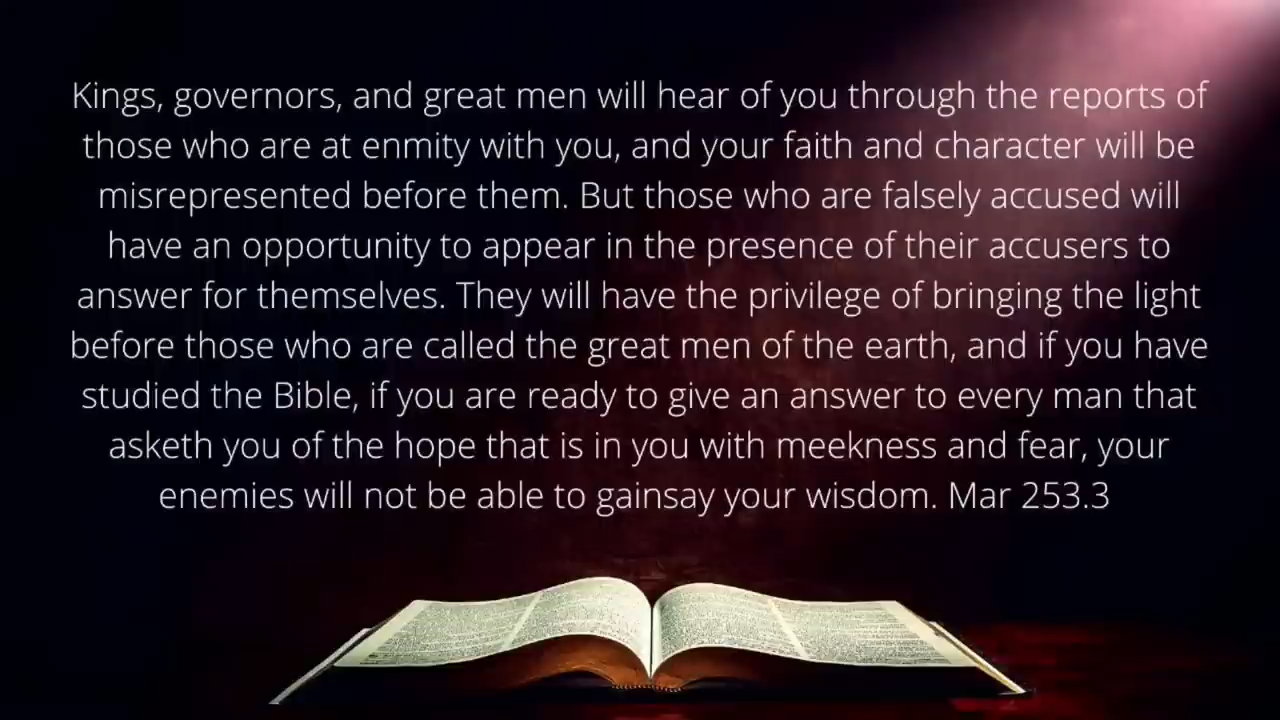 Kings, governors, and great men will hear of you through the reports of
those who are at enmity with you, and your faith and character will be
misrepresented before them. But those who are falsely accused will
have an opportunity to appear in the presence of their accusers to
answer for themselves. They will have the privilege of bringing the light
before those who are called the great men of the earth, and if you have
studied the Bible, if you are ready to give an answer to every man that
asketh you of the hope that is in you with meekness and fear, your
enemies will not be able to gainsay your wisdom. Mar 253.3